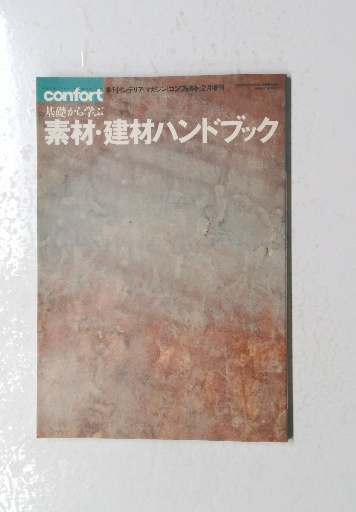 confort
季刊インテリア・マガジン[コンフォルト]2月増刊
基礎から学ぶ
素材・建材ハンドブック